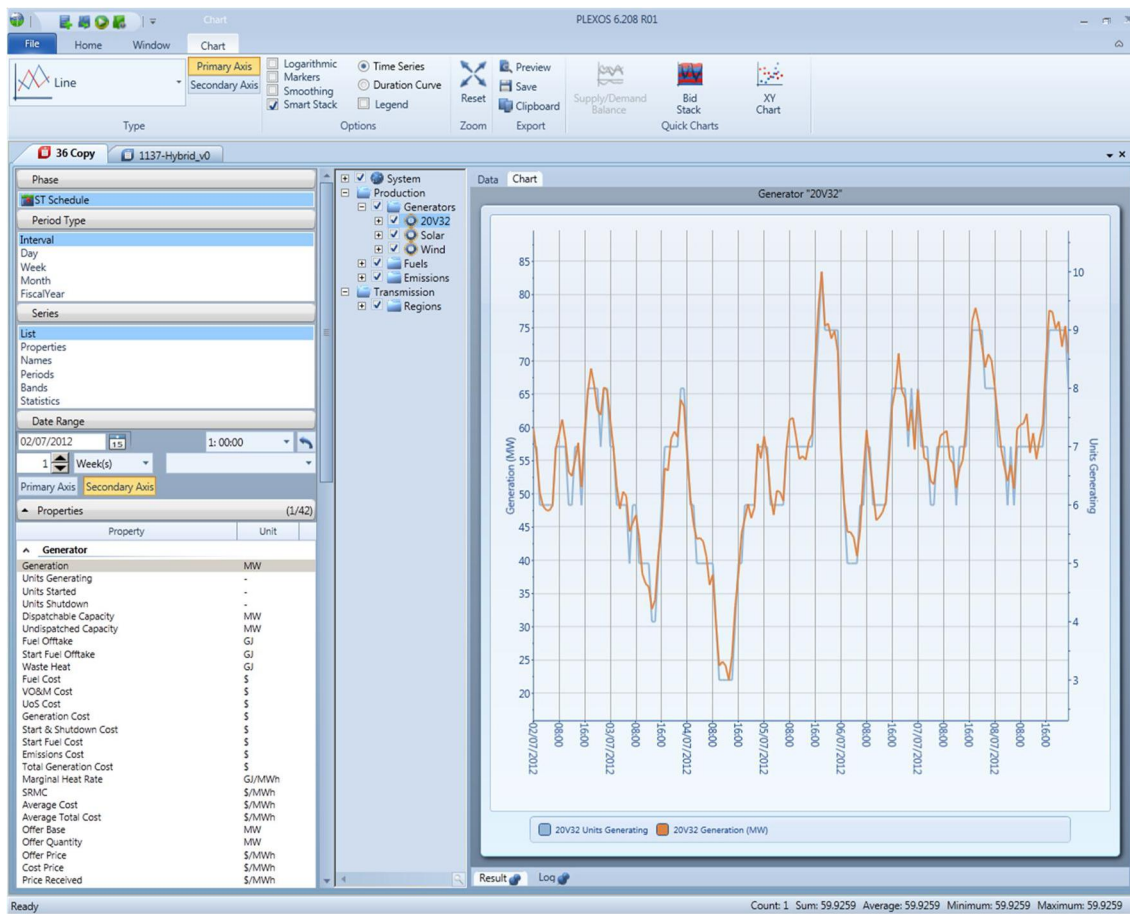 Chart
PLEXOS 6.208 R01
File Home Window Chart
Line
Primary Axis
Secondary Axis
Type
Logarithmic
Markers
Smoothing
Smart Stack
Time Series
Duration Curve
Legend
Options
Reset
Zoom
Preview
Save
Clipboard
Export
Supply/Demand
Balance
Bid
Stack
XY
Chart
Quick Charts
36 Copy 1137-Hybrid_v0
Phase
ST Schedule
Period Type
Interval
Day
Week
Month
FiscalYear
Series
List
Properties
Names
Periods
Bands
Statistics
Date Range
02/07/2012 15 1: 00:00
1 Week(s)
Primary Axis Secondary Axis
Properties (1/42)
Property Unit
Generator
Generation MW
Units Generating -
Units Started -
Units Shutdown -
Dispatchable Capacity MW
Undispatched Capacity MW
Fuel Offtake GJ
Start Fuel Offtake GJ
Waste Heat GJ
Fuel Cost $
VO&M Cost $
UoS Cost $
Generation Cost $
Start & Shutdown Cost $
Start Fuel Cost $
Emissions Cost $
Total Generation Cost $
Marginal Heat Rate GJ/MWh
SRMC $/MWh
Average Cost $/MWh
Average Total Cost $/MWh
Offer Base MW
Offer Quantity MW
Offer Price $/MWh
Cost Price $/MWh
Price Received $/MWh
System
Production
Generators
20V32
Solar
Wind
Fuels
Emissions
Transmission
Regions
Data Chart
Generator "20V32"
Generation (MW)
85
80
75
70
65
60
55
50
45
40
35
30
25
20
Units Generating
10
9
8
7
6
5
4
3
02/07/2012
08:00
16:00
03/07/2012
08:00
16:00
04/07/2012
08:00
16:00
05/07/2012
08:00
16:00
06/07/2012
08:00
16:00
07/07/2012
08:00
16:00
08/07/2012
08:00
16:00
20V32 Units Generating 20V32 Generation (MW)
Result Log
Ready
Count: 1 Sum: 59.9259 Average: 59.9259 Minimum: 59.9259 Maximum: 59.9259